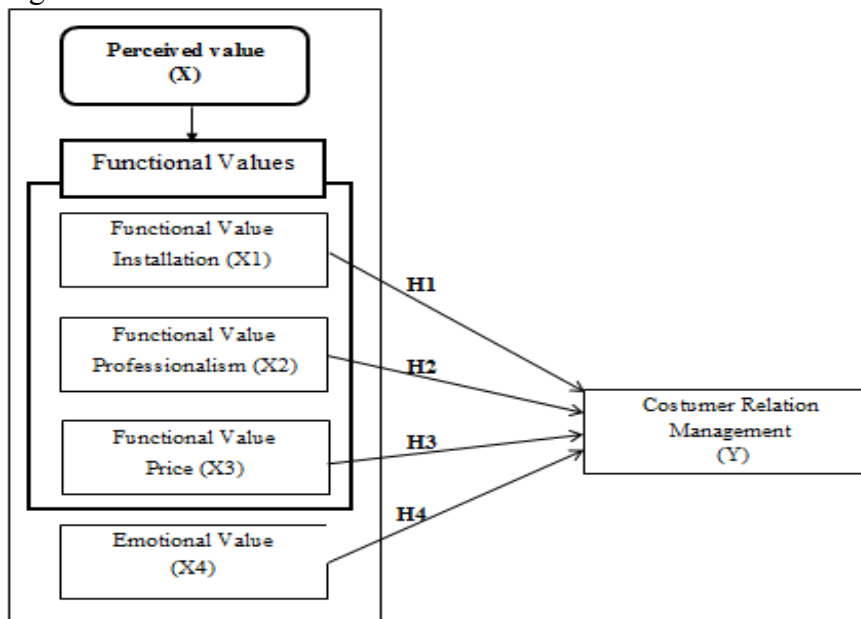 Perceived value
(X)
Functional Values
Functional Value
Installation (X1)
H1
Functional Value
Professionalism (X2)
H2
Costumer Relation
Management
(Y)
Functional Value
Price (X3)
H3
H4
Emotional Value
(X4)